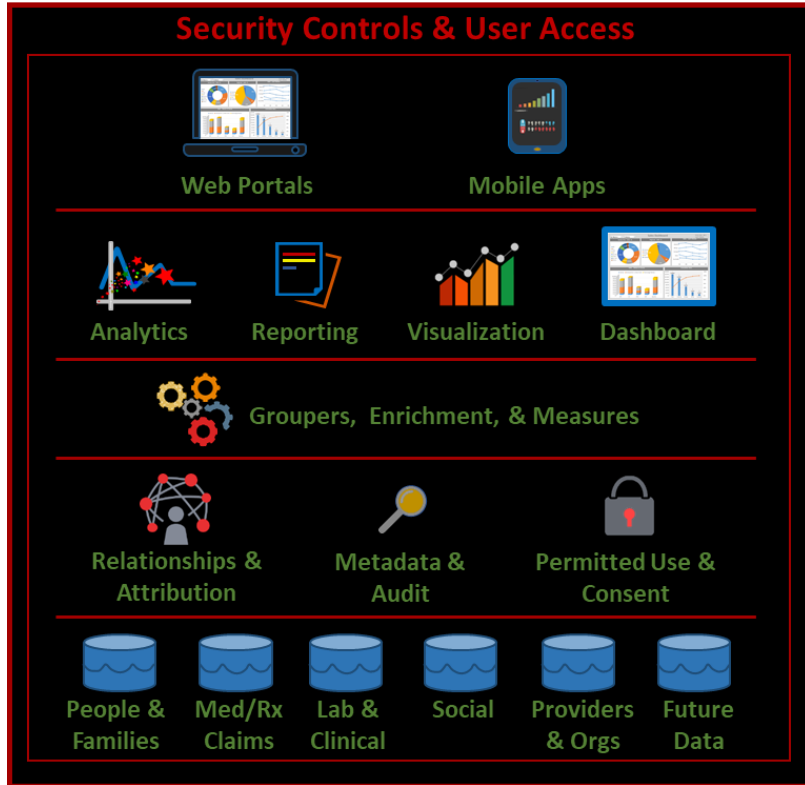 Security Controls & User Access
Web Portals
Mobile Apps
Analytics
Reporting
Visualization
Dashboard
Groupers, Enrichment, & Measures
Relationships &
Attribution
Metadada &
Audit
Permitted Use &
Consent
People &
Families
Med/Rx
Claims
Lab &
Clinical
Social
Providers
& Orgs
Future
Data